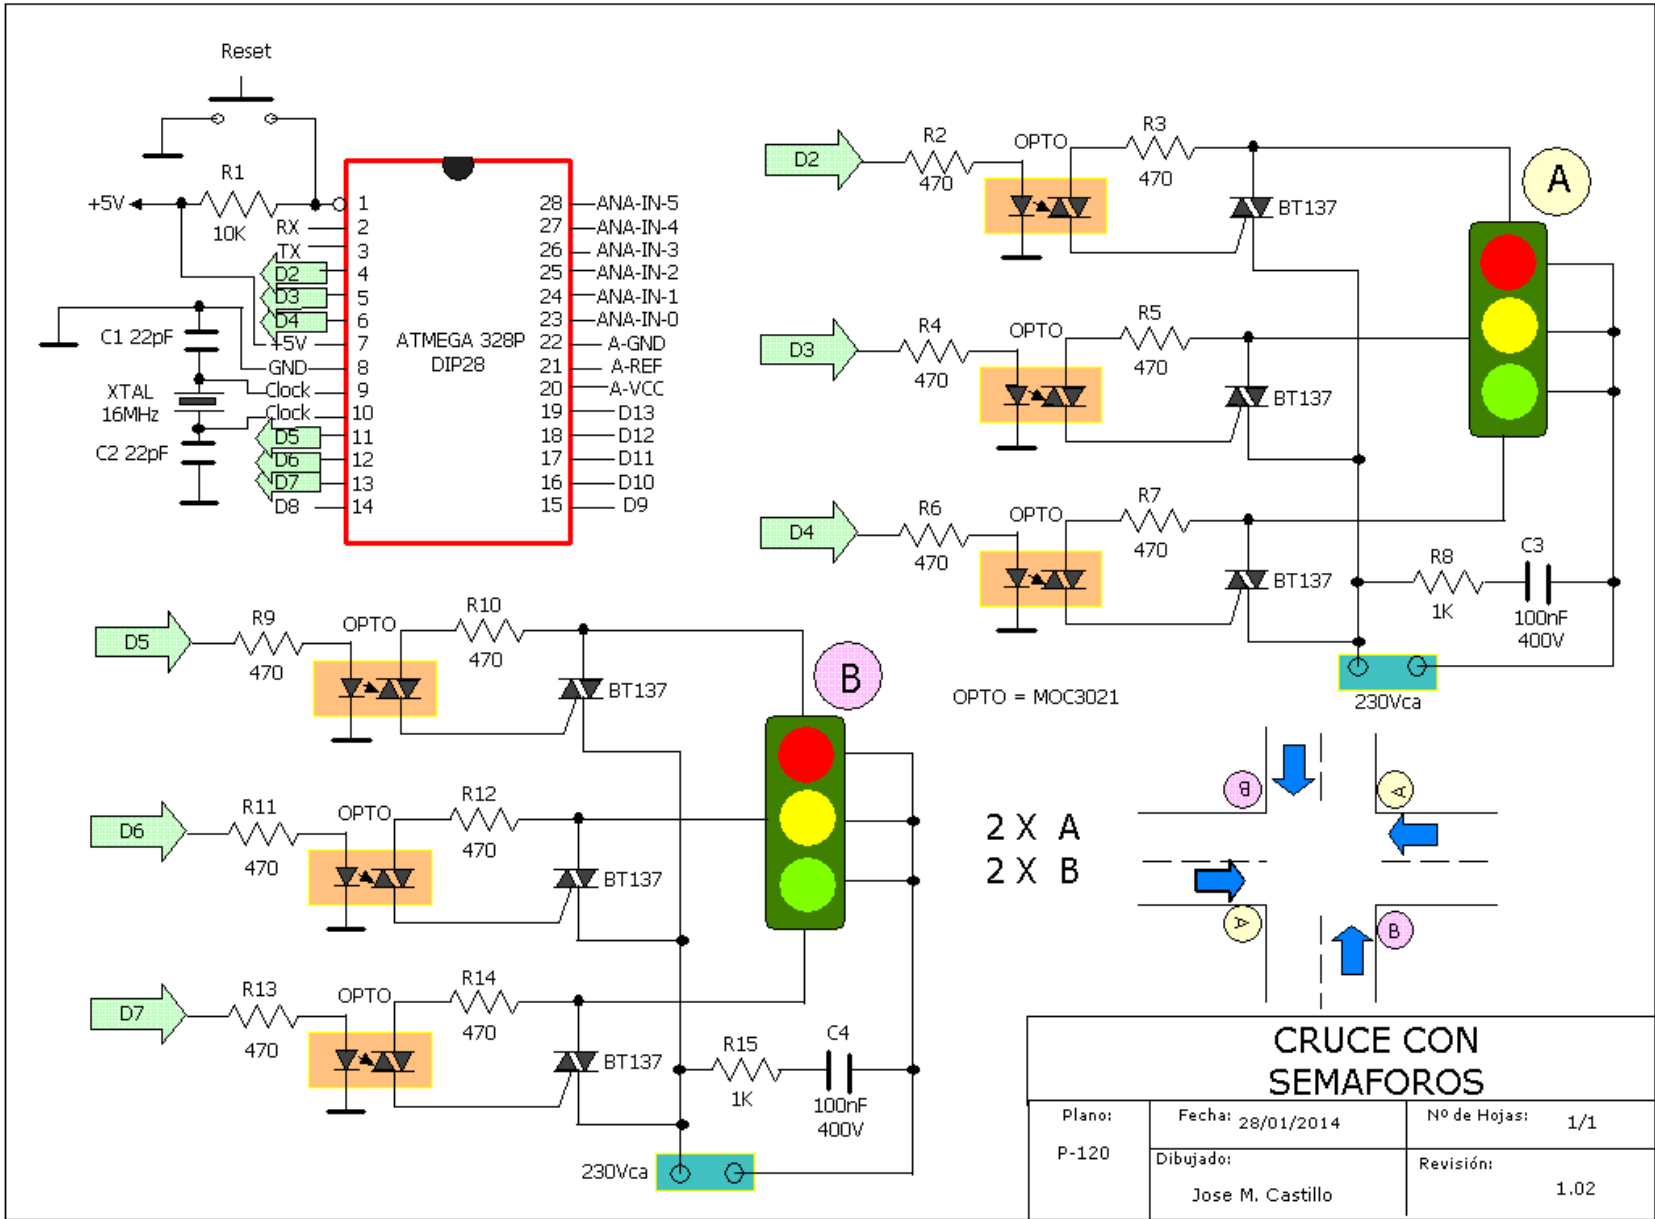 Reset
R1
+5V
10K
RX
TX
D2
D3
D4
+5V
GND
Clock
Clock
D5
D6
D7
D8
C1 22pF
XTAL
16MHz
C2 22pF
1
2
3
4
5
6
7
8
9
10
11
12
13
14
ATMEGA 328P
DIP28
28
27
26
25
24
23
22
21
20
19
18
17
16
15
ANA-IN-5
ANA-IN-4
ANA-IN-3
ANA-IN-2
ANA-IN-1
ANA-IN-0
A-GND
A-REF
A-VCC
D13
D12
D11
D10
D9
D2
R2
470
OPTO
R3
470
BT137
A
D3
R4
470
OPTO
R5
470
BT137
D4
R6
470
OPTO
R7
470
BT137
R8
1K
C3
100nF
400V
230Vca
OPTO = MOC3021
D5
R9
470
OPTO
R10
470
BT137
B
D6
R11
470
OPTO
R12
470
BT137
D7
R13
470
OPTO
R14
470
BT137
R15
1K
C4
100nF
400V
230Vca
2 X A
2 X B
B
A
A
B
CRUCE CON
SEMAFOROS
Plano:
P-120
Fecha: 28/01/2014
Nº de Hojas: 1/1
Dibujado:
Jose M. Castillo
Revisión:
1.02